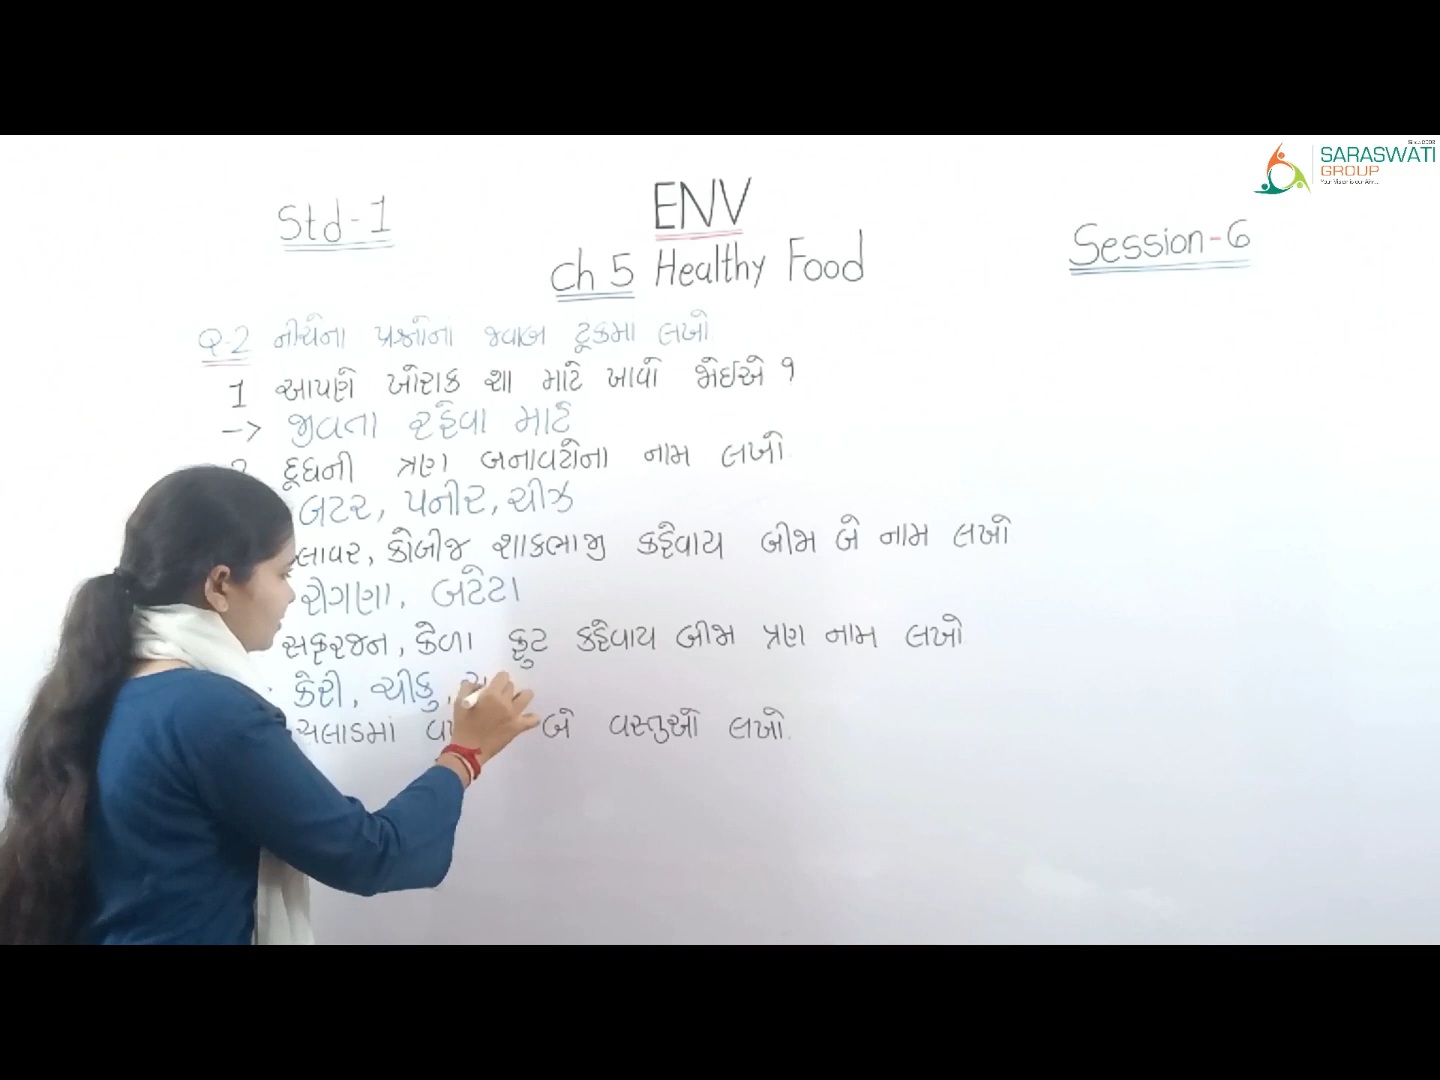 SARASWATI
GROUP
Std-1
ENV
Session-6
Ch 5 Healthy Food
Q-2 નીચેના પ્રશ્નોના જવાબ ટૂંકમા લખો.
1 આપણે ખોરાક શા માટે ખાવો જોઈએ ?
-> જીવતા રહેવા માટે
દૂધની ત્રણ બનાવટોના નામ લખો.
બટર, પનીર, ચીઝ
લાવર, કોબીજ શાકભાજી કહેવાય બીજા બે નામ લખો
રીંગણા, બટેટા
સફરજન, કેળા ફ્રુટ કહેવાય બીજા ત્રણ નામ લખો
કેરી, ચીકુ,
સલાડમાં બે વસ્તુઓ લખો.